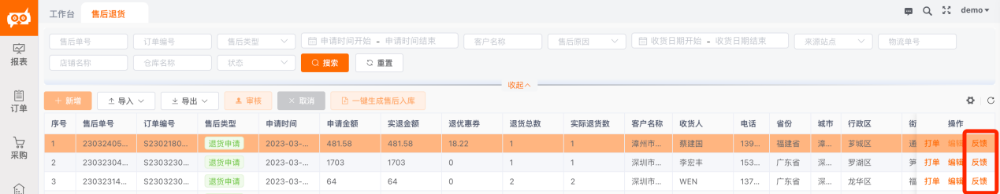 工作台 售后退货 demo
售后单号 订单编号 售后类型 申请时间开始 - 申请时间结束 客户名称 售后原因 收货日期开始 - 收货日期结束 来源站点 物流单号
店铺名称 仓库名称 状态 搜索 重置
收起
报表
订单
采购
+ 新增 导入 导出 审核 × 取消 一键生成售后入库
序号 售后单号 订单编号 售后类型 申请时间 申请金额 实退金额 退优惠券 退货总数 实际退货数 客户名称 收货人 电话 省份 城市 行政区 街 操作
1 23032405... S2302180... 退货申请 2023-03-... 481.58 481.58 18.22 1 1 漳州市... 蔡建国 139... 福建省 漳... 芗城区 通 打单 编辑 反馈
2 23032304... S2303230... 退货申请 2023-03-... 1703 1703 0 1 1 深圳市... 李宏丰 153... 广东省 深... 罗湖区 笋 打单 编辑 反馈
3 23032314... S2303230... 退货申请 2023-03-... 64 64 0 2 2 深圳市... WEN 137... 广东省 深... 龙华区 福 打单 编辑 反馈